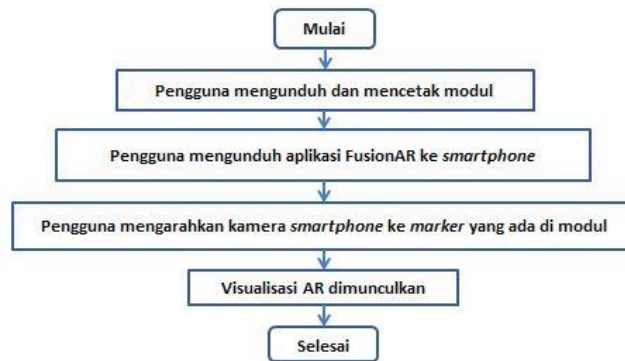 Mulai
Pengguna mengunduh dan mencetak modul
Pengguna mengunduh aplikasi FusionAR ke smartphone
Pengguna mengarahkan kamera smartphone ke marker yang ada di modul
Visualisasi AR dimunculkan
Selesai